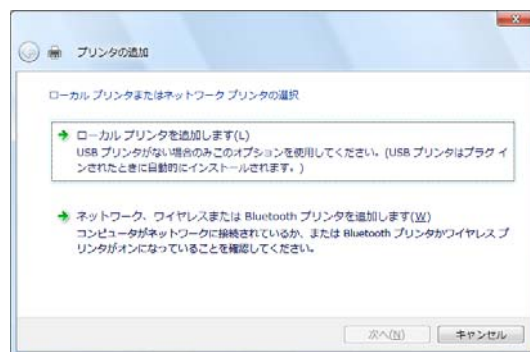 プリンタの追加
ローカル プリンタまたはネットワーク プリンタの選択
ローカル プリンタを追加します(L)
USB プリンタがない場合のみこのオプションを使用してください。(USB プリンタはプラグ イ
ンされたときに自動的にインストールされます。)
ネットワーク、ワイヤレスまたは Bluetooth プリンタを追加します(W)
コンピュータがネットワークに接続されているか、または Bluetooth プリンタかワイヤレス プ
リンタがオンになっていることを確認してください。
次へ(N)
キャンセル